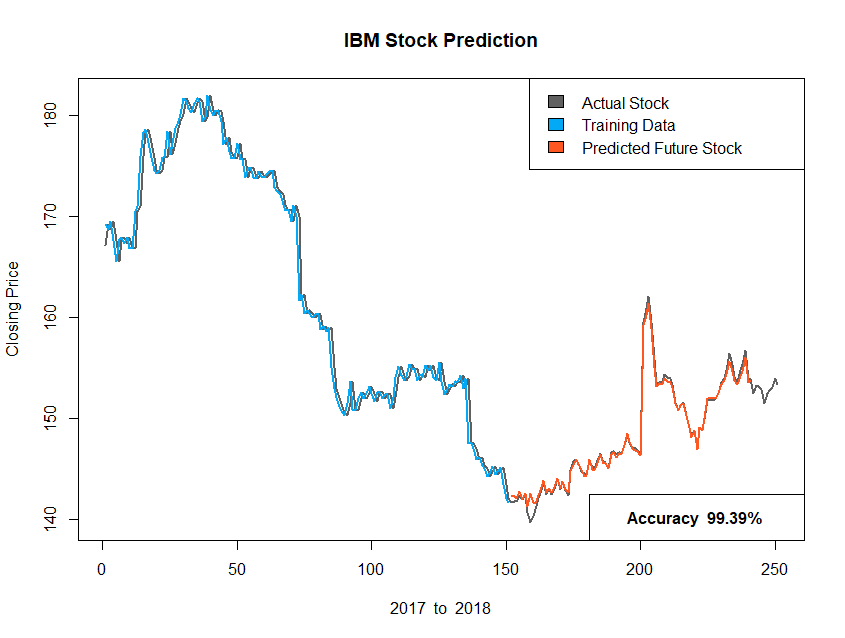 IBM Stock Prediction
Actual Stock
Training Data
Predicted Future Stock
Closing Price
180
170
160
150
140
Accuracy 99.39%
0 50 100 150 200 250
2017 to 2018